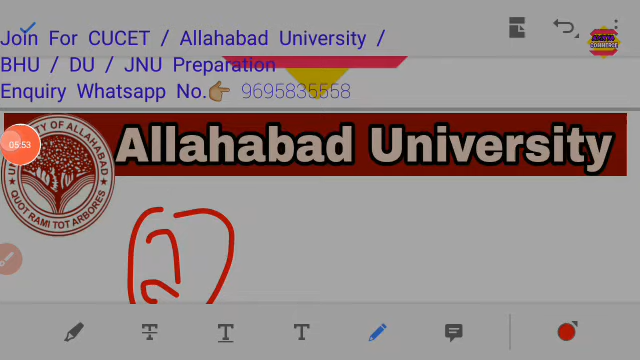 Join For CUCET / Allahabad University /
BHU / DU / JNU Preparation
Enquiry Whatsapp No.👉 9695835558
COMMERCE
05:53
Allahabad University
UNIVERSITY OF ALLAHABAD
QUOT RAMI TOT ARBORES
T T T